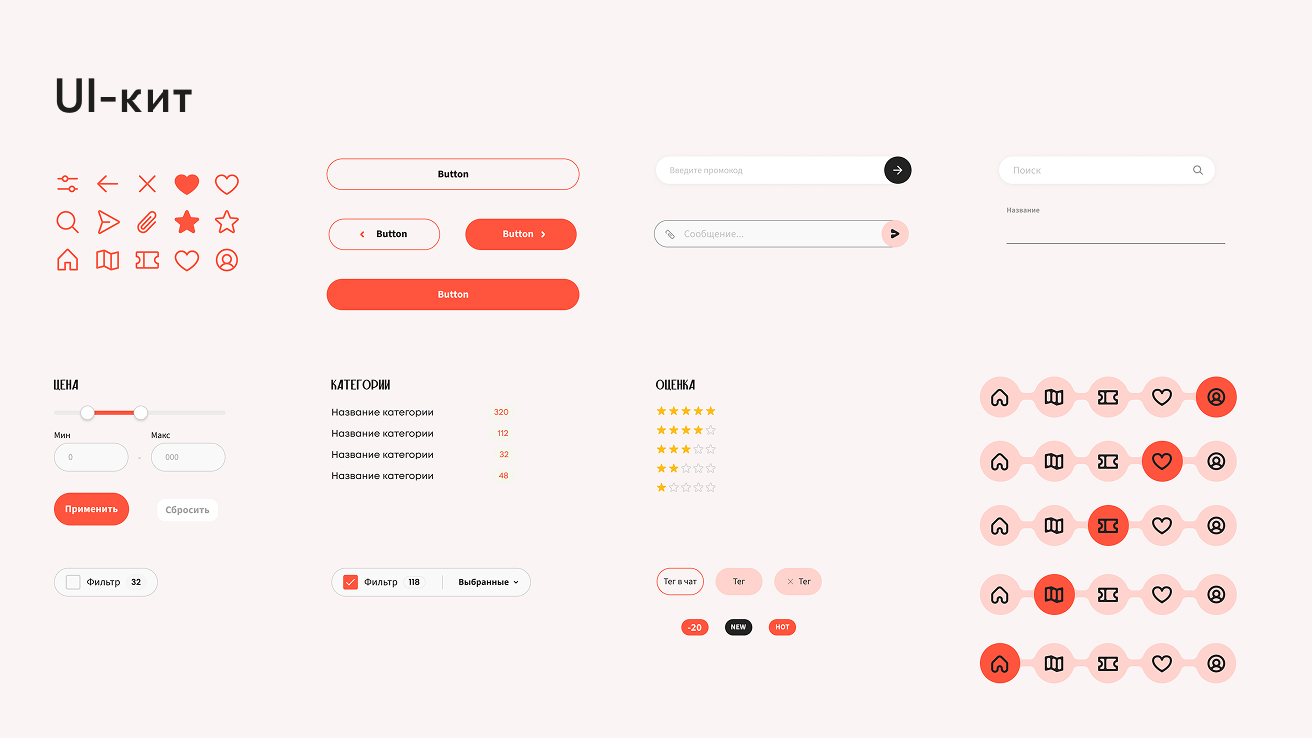 UI-кит
Button
Button
Button
Button
Введите промокод
Сообщение...
Поиск
Название
ЦЕНА
Мин
Макс
0
-
000
Применить
Сбросить
Фильтр 32
КАТЕГОРИИ
Название категории 320
Название категории 112
Название категории 32
Название категории 48
Фильтр 118
Выбранные
ОЦЕНКА
Тег в чат
Тег
Тег
-20
NEW
HOT